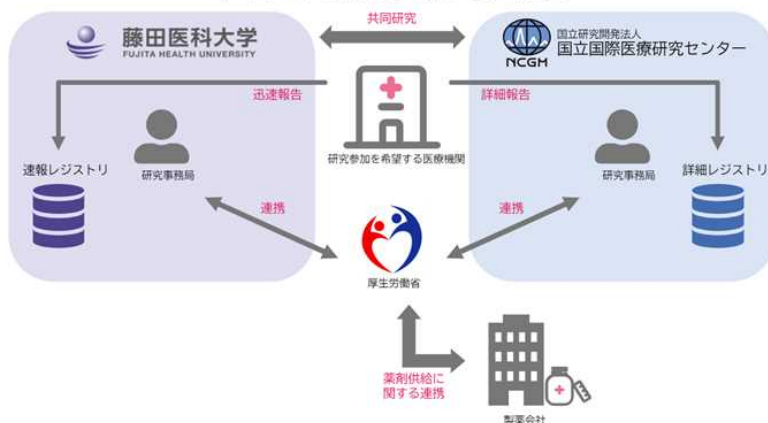 共同研究
藤田医科大学
FUJITA HEALTH UNIVERSITY
NCGM
国立研究開発法人
国立国際医療研究センター
迅速報告
詳細報告
研究参加を希望する医療機関
速報レジストリ
研究事務局
研究事務局
詳細レジストリ
連携
連携
厚生労働省
薬剤供給に
関する連携
製薬会社